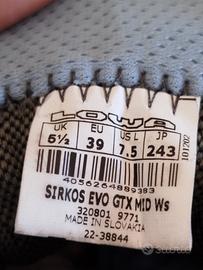 LOWA
UK EU US L JP
6½ 39 7.5 243
101202
4056264889383
SIRKOS EVO GTX MID Ws
320801 9771
MADE IN SLOVAKIA
22-38844
subito